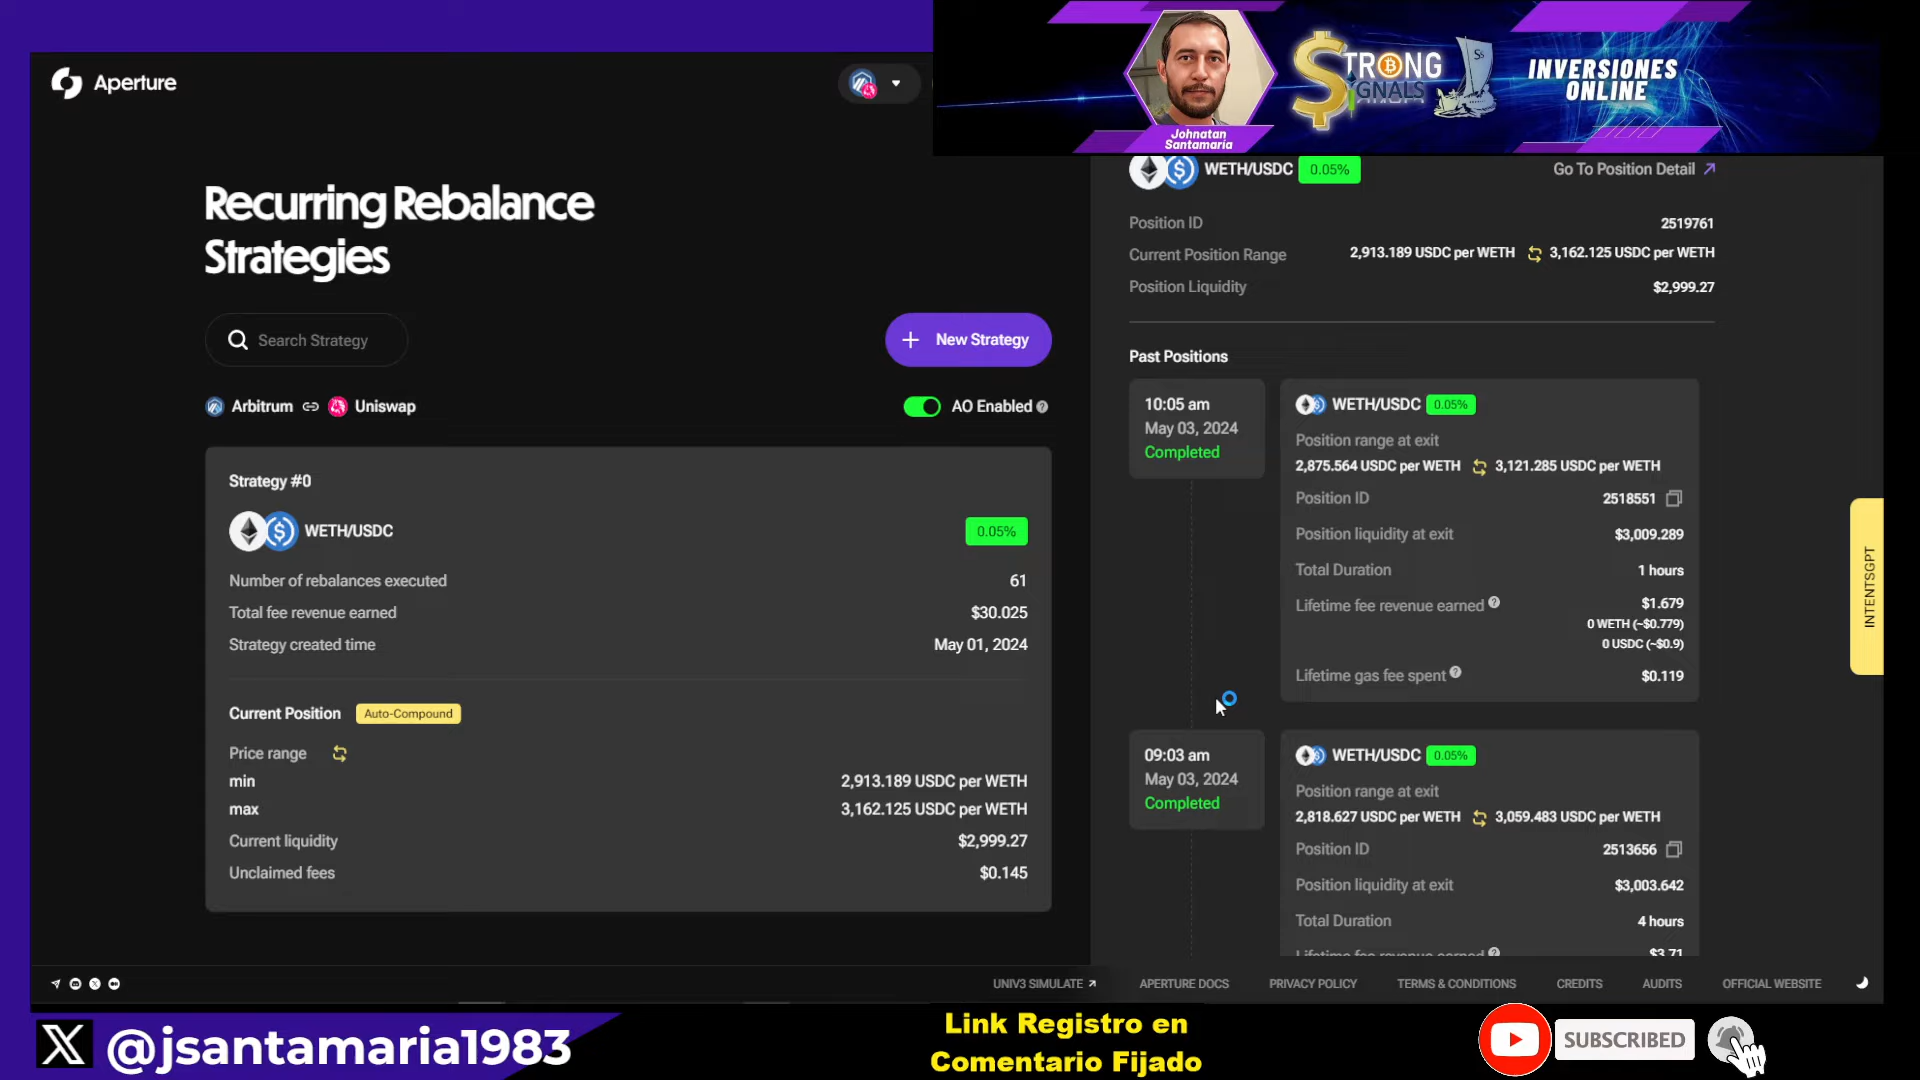 Aperture
Johnatan
Santamaria
STRONG
SIGNALS
INVERSIONES
ONLINE
Recurring Rebalance
Strategies
Search Strategy
+ New Strategy
Arbitrum
Uniswap
AO Enabled
Strategy #0
WETH/USDC
0.05%
Number of rebalances executed
61
Total fee revenue earned
$30.025
Strategy created time
May 01, 2024
Current Position
Auto-Compound
Price range
min
2,913.189 USDC per WETH
max
3,162.125 USDC per WETH
Current liquidity
$2,999.27
Unclaimed fees
$0.145
WETH/USDC
0.05%
Go To Position Detail
Position ID
2519761
Current Position Range
2,913.189 USDC per WETH
3,162.125 USDC per WETH
Position Liquidity
$2,999.27
Past Positions
10:05 am
May 03, 2024
Completed
WETH/USDC
0.05%
Position range at exit
2,875.564 USDC per WETH
3,121.285 USDC per WETH
Position ID
2518551
Position liquidity at exit
$3,009.289
Total Duration
1 hours
Lifetime fee revenue earned
$1.679
0 WETH (~$0.779)
0 USDC (~$0.9)
Lifetime gas fee spent
$0.119
09:03 am
May 03, 2024
Completed
WETH/USDC
0.05%
Position range at exit
2,818.627 USDC per WETH
3,059.483 USDC per WETH
Position ID
2513656
Position liquidity at exit
$3,003.642
Total Duration
4 hours
Lifetime fee revenue earned
$3.71
INTENTSGPT
UNIV3 SIMULATE
APERTURE DOCS
PRIVACY POLICY
TERMS & CONDITIONS
CREDITS
AUDITS
OFFICIAL WEBSITE
@jsantamaria1983
Link Registro en
Comentario Fijado
SUBSCRIBED